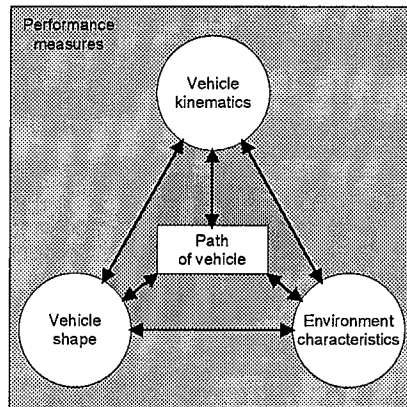 Performance
measures
Vehicle
kinematics
Path
of vehicle
Vehicle
shape
Environment
characteristics